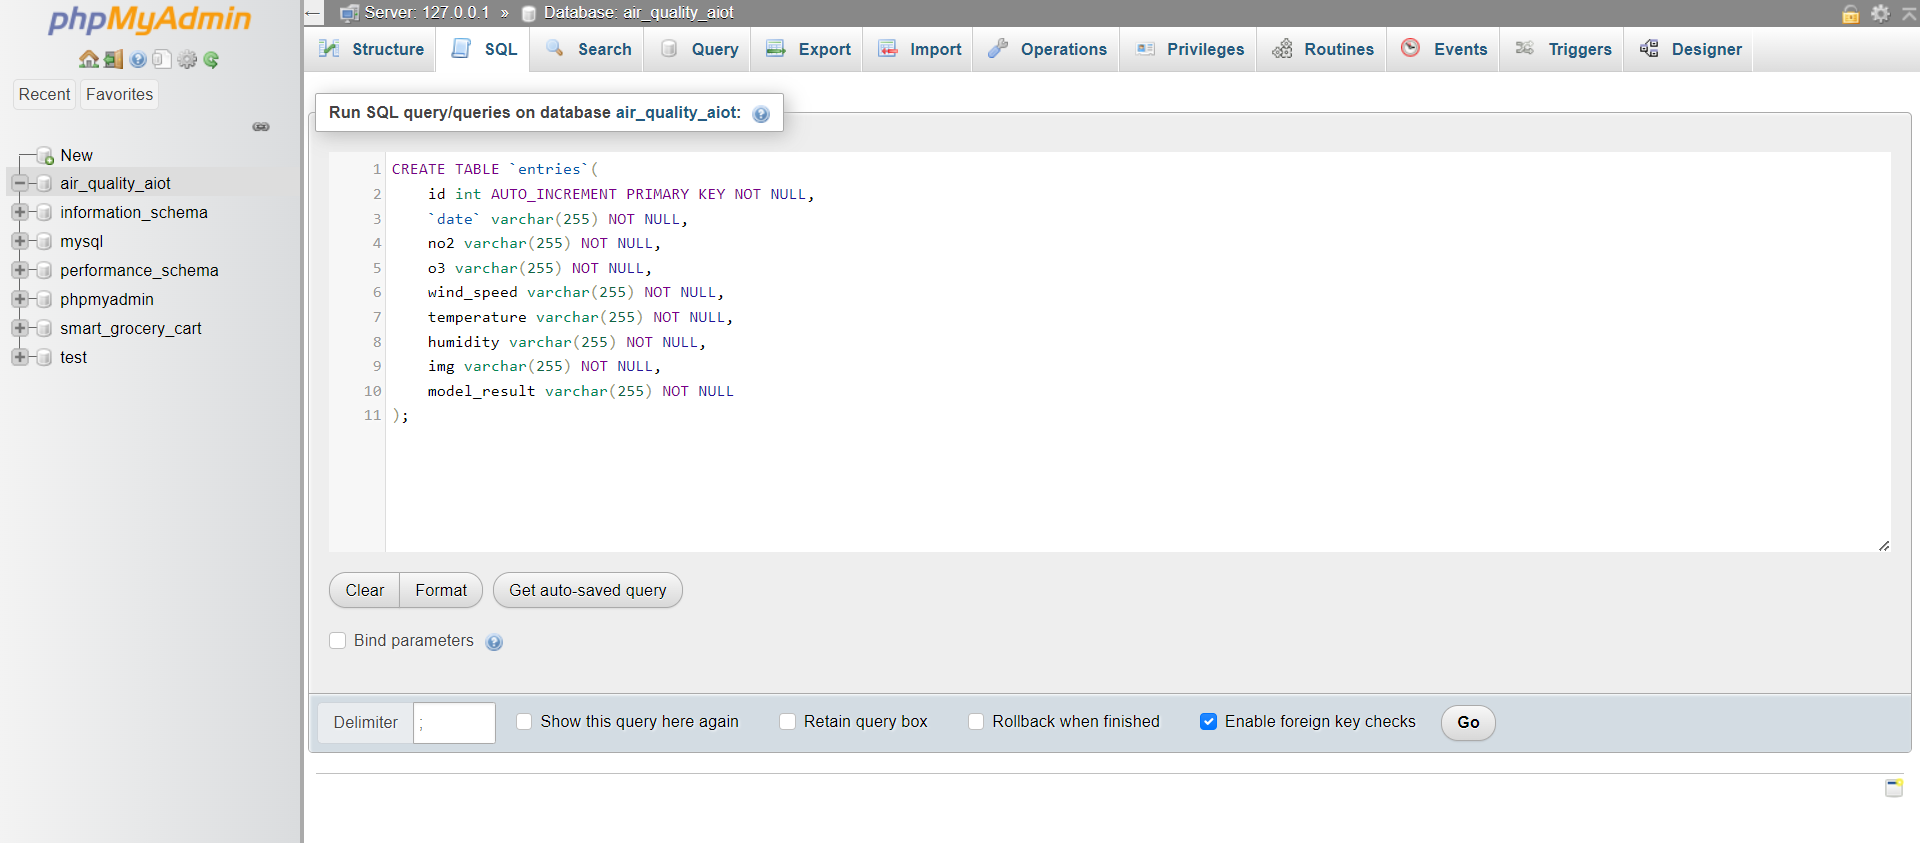 phpMyAdmin
Recent Favorites
New
air_quality_aiot
information_schema
mysql
performance_schema
phpmyadmin
smart_grocery_cart
test
Server: 127.0.0.1 » Database: air_quality_aiot
Structure SQL Search Query Export Import Operations Privileges Routines Events Triggers Designer
Run SQL query/queries on database air_quality_aiot:
1 CREATE TABLE `entries`(
2 id int AUTO_INCREMENT PRIMARY KEY NOT NULL,
3 `date` varchar(255) NOT NULL,
4 no2 varchar(255) NOT NULL,
5 o3 varchar(255) NOT NULL,
6 wind_speed varchar(255) NOT NULL,
7 temperature varchar(255) NOT NULL,
8 humidity varchar(255) NOT NULL,
9 img varchar(255) NOT NULL,
10 model_result varchar(255) NOT NULL
11 );
Clear Format Get auto-saved query
Bind parameters
Delimiter ; Show this query here again Retain query box Rollback when finished Enable foreign key checks Go